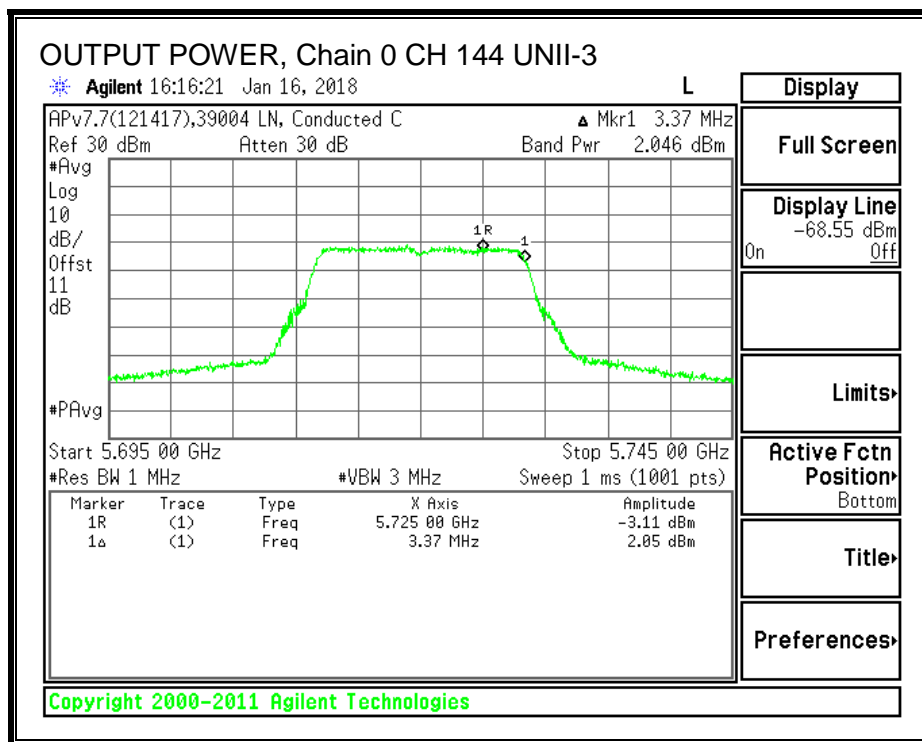 OUTPUT POWER, Chain 0 CH 144 UNII-3
Agilent 16:16:21 Jan 16, 2018 L
APv7.7(121417),39004 LN, Conducted C Δ Mkr1 3.37 MHz
Ref 30 dBm Atten 30 dB Band Pwr 2.046 dBm
#Avg
Log
10
dB/
Offst
11
dB
1R
1
#PAvg
Start 5.695 00 GHz Stop 5.745 00 GHz
#Res BW 1 MHz #VBW 3 MHz Sweep 1 ms (1001 pts)
Marker Trace Type X Axis Amplitude
1R (1) Freq 5.725 00 GHz -3.11 dBm
1Δ (1) Freq 3.37 MHz 2.05 dBm
Display
Full Screen
Display Line
-68.55 dBm
On Off
Limits
Active Fctn
Position
Bottom
Title
Preferences
Copyright 2000-2011 Agilent Technologies